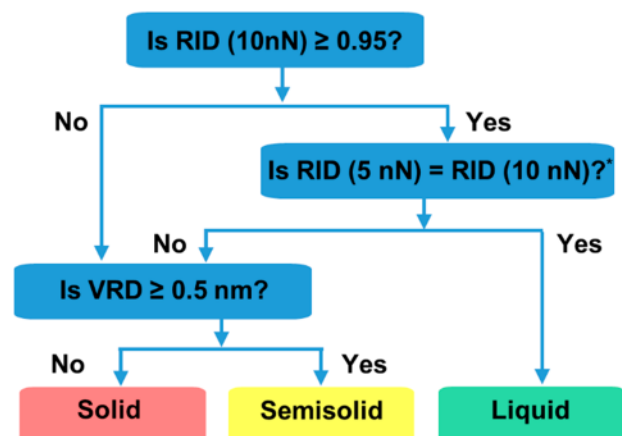 Is RID (10nN) ≥ 0.95?
No
Yes
Is RID (5 nN) = RID (10 nN)?*
No
Yes
Is VRD ≥ 0.5 nm?
No
Yes
Solid
Semisolid
Liquid